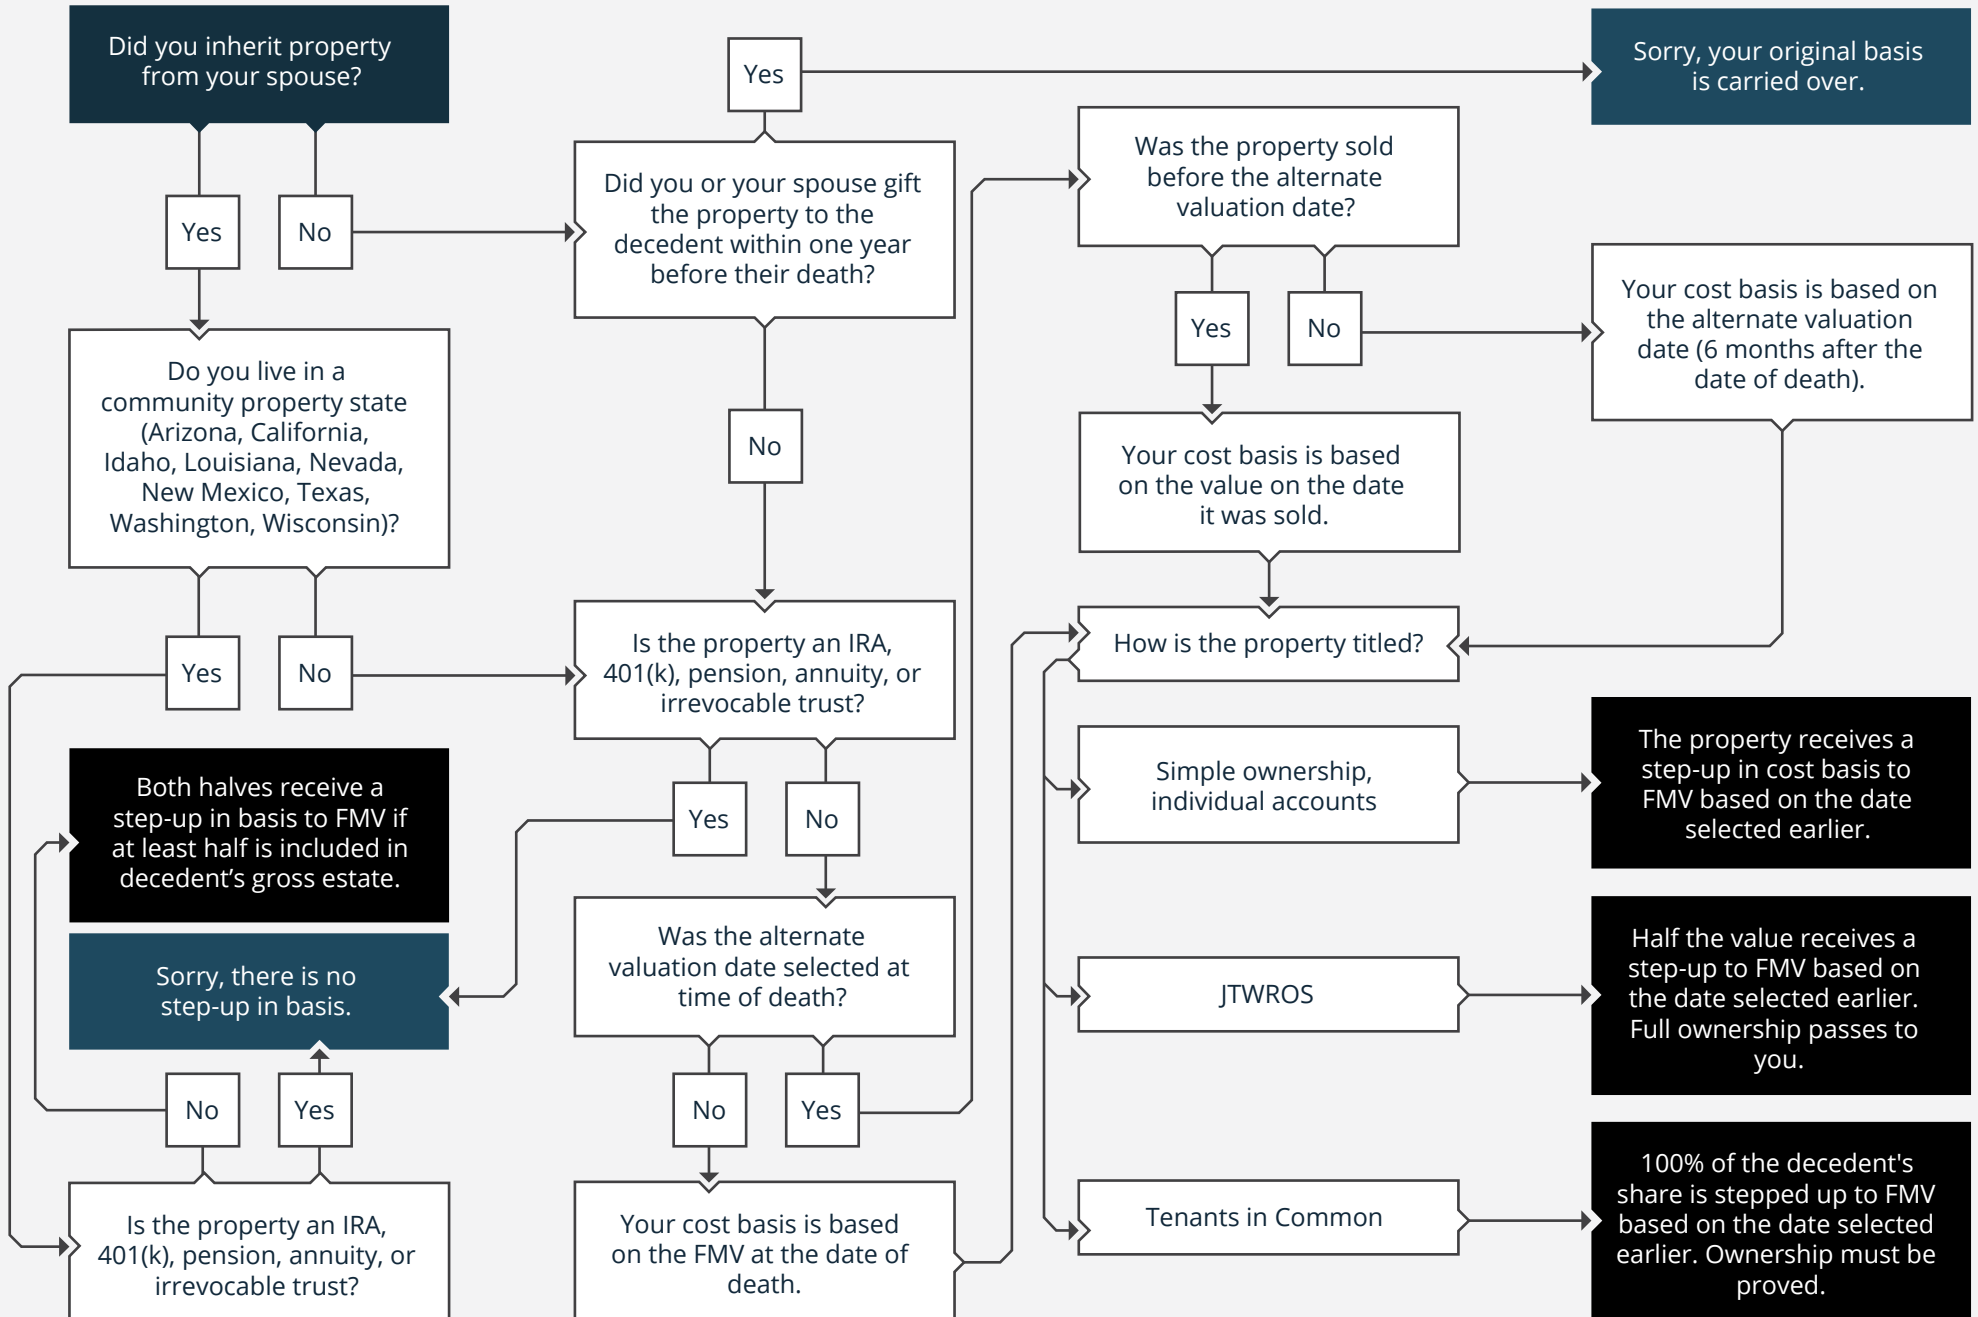 Did you inherit property
from your spouse?
Yes
No
Do you live in a
community property state
(Arizona, California,
Idaho, Louisiana, Nevada,
New Mexico, Texas,
Washington, Wisconsin)?
Yes
No
Both halves receive a
step-up in basis to FMV if
at least half is included in
decedent’s gross estate.
Sorry, there is no
step-up in basis.
No
Yes
Is the property an IRA,
401(k), pension, annuity, or
irrevocable trust?
Yes
Did you or your spouse gift
the property to the
decedent within one year
before their death?
No
Is the property an IRA,
401(k), pension, annuity, or
irrevocable trust?
Yes
No
Was the alternate
valuation date selected at
time of death?
No
Yes
Your cost basis is based
on the FMV at the date of
death.
Was the property sold
before the alternate
valuation date?
Yes
No
Your cost basis is based
on the value on the date
it was sold.
How is the property titled?
Simple ownership,
individual accounts
JTWROS
Tenants in Common
Sorry, your original basis
is carried over.
Your cost basis is based on
the alternate valuation
date (6 months after the
date of death).
The property receives a
step-up in cost basis to
FMV based on the date
selected earlier.
Half the value receives a
step-up to FMV based on
the date selected earlier.
Full ownership passes to
you.
100% of the decedent's
share is stepped up to FMV
based on the date selected
earlier. Ownership must be
proved.